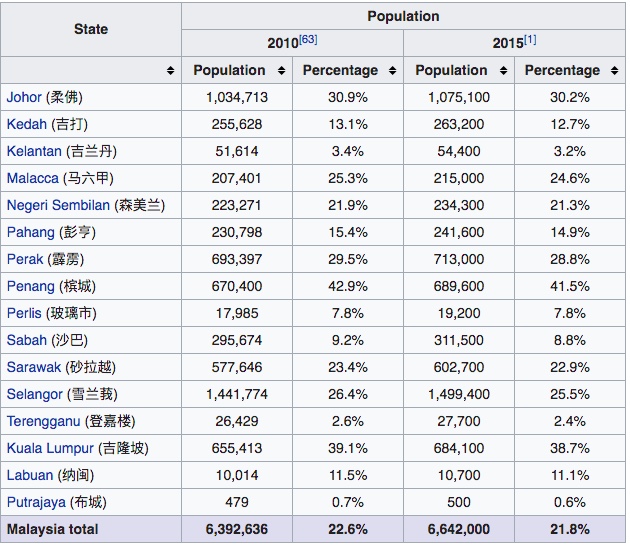 State Population
2010[63] 2015[1]
Population Percentage Population Percentage
Johor (柔佛) 1,034,713 30.9% 1,075,100 30.2%
Kedah (吉打) 255,628 13.1% 263,200 12.7%
Kelantan (吉兰丹) 51,614 3.4% 54,400 3.2%
Malacca (马六甲) 207,401 25.3% 215,000 24.6%
Negeri Sembilan (森美兰) 223,271 21.9% 234,300 21.3%
Pahang (彭亨) 230,798 15.4% 241,600 14.9%
Perak (霹雳) 693,397 29.5% 713,000 28.8%
Penang (槟城) 670,400 42.9% 689,600 41.5%
Perlis (玻璃市) 17,985 7.8% 19,200 7.8%
Sabah (沙巴) 295,674 9.2% 311,500 8.8%
Sarawak (砂拉越) 577,646 23.4% 602,700 22.9%
Selangor (雪兰莪) 1,441,774 26.4% 1,499,400 25.5%
Terengganu (登嘉楼) 26,429 2.6% 27,700 2.4%
Kuala Lumpur (吉隆坡) 655,413 39.1% 684,100 38.7%
Labuan (纳闽) 10,014 11.5% 10,700 11.1%
Putrajaya (布城) 479 0.7% 500 0.6%
Malaysia total 6,392,636 22.6% 6,642,000 21.8%